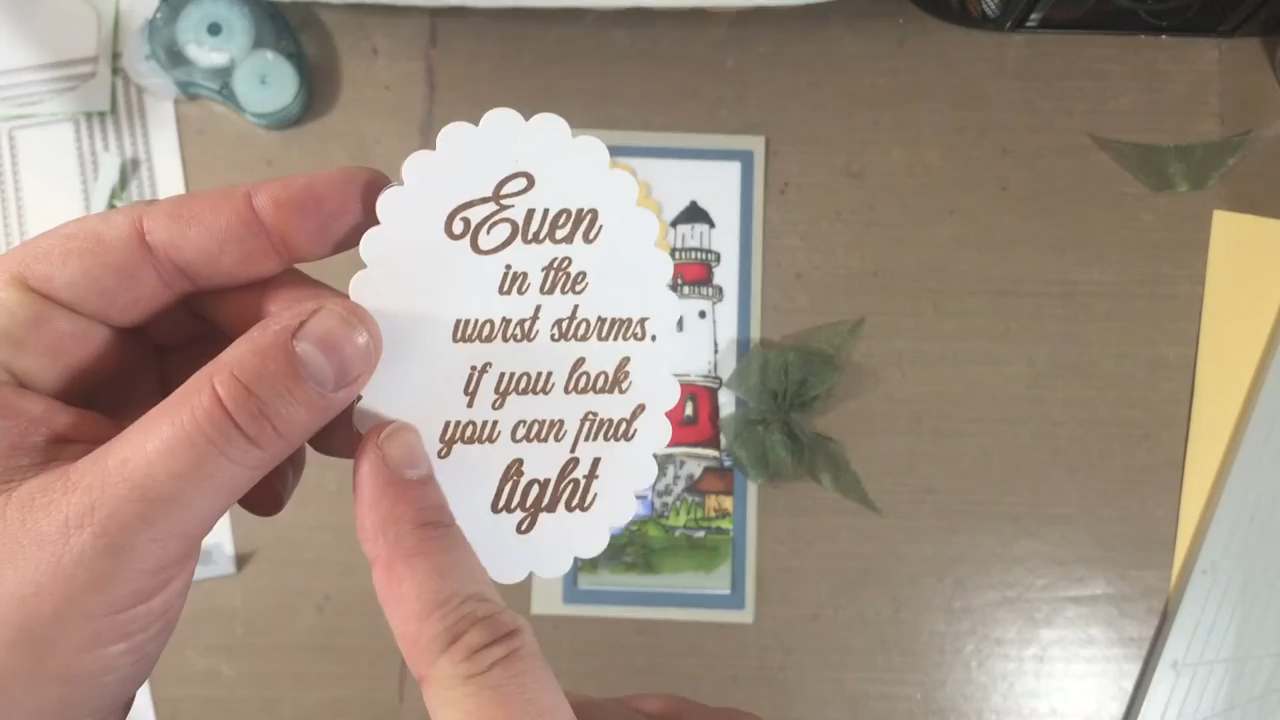 Even
in the
worst storms,
if you look
you can find
light